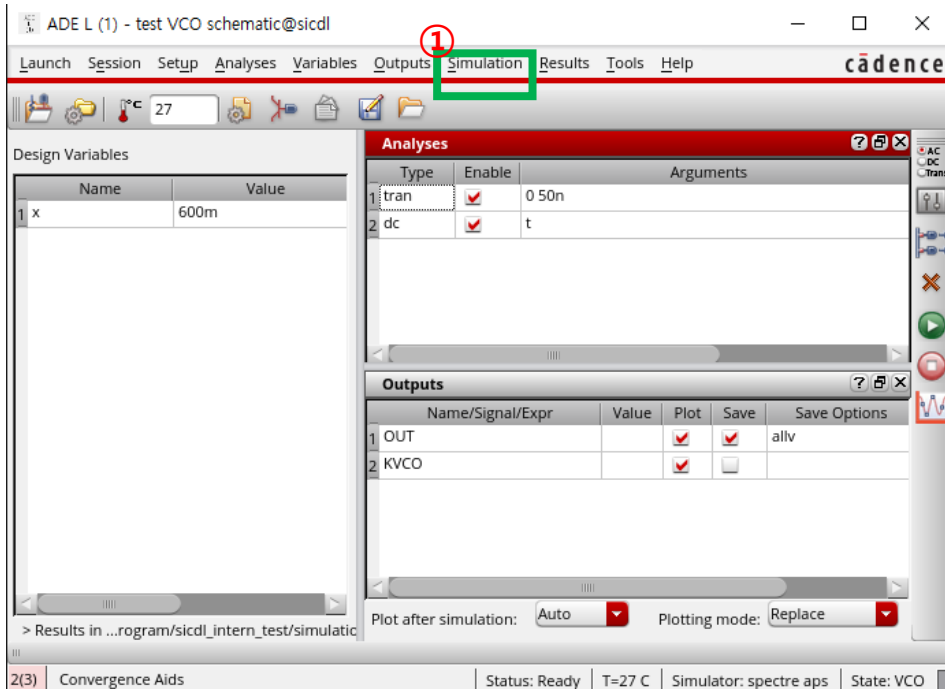 ADE L (1) - test VCO schematic@sicdl
①
Launch Session Setup Analyses Variables Outputs Simulation Results Tools Help
cādence
°C 27
Design Variables
Name Value
1 x 600m
Analyses
Type Enable Arguments
1 tran 0 50n
2 dc t
AC
DC
Trans
Outputs
Name/Signal/Expr Value Plot Save Save Options
1 OUT allv
2 KVCO
Plot after simulation: Auto Plotting mode: Replace
> Results in ...rogram/sicdl_intern_test/simulatio
2(3) Convergence Aids Status: Ready T=27 C Simulator: spectre aps State: VCO